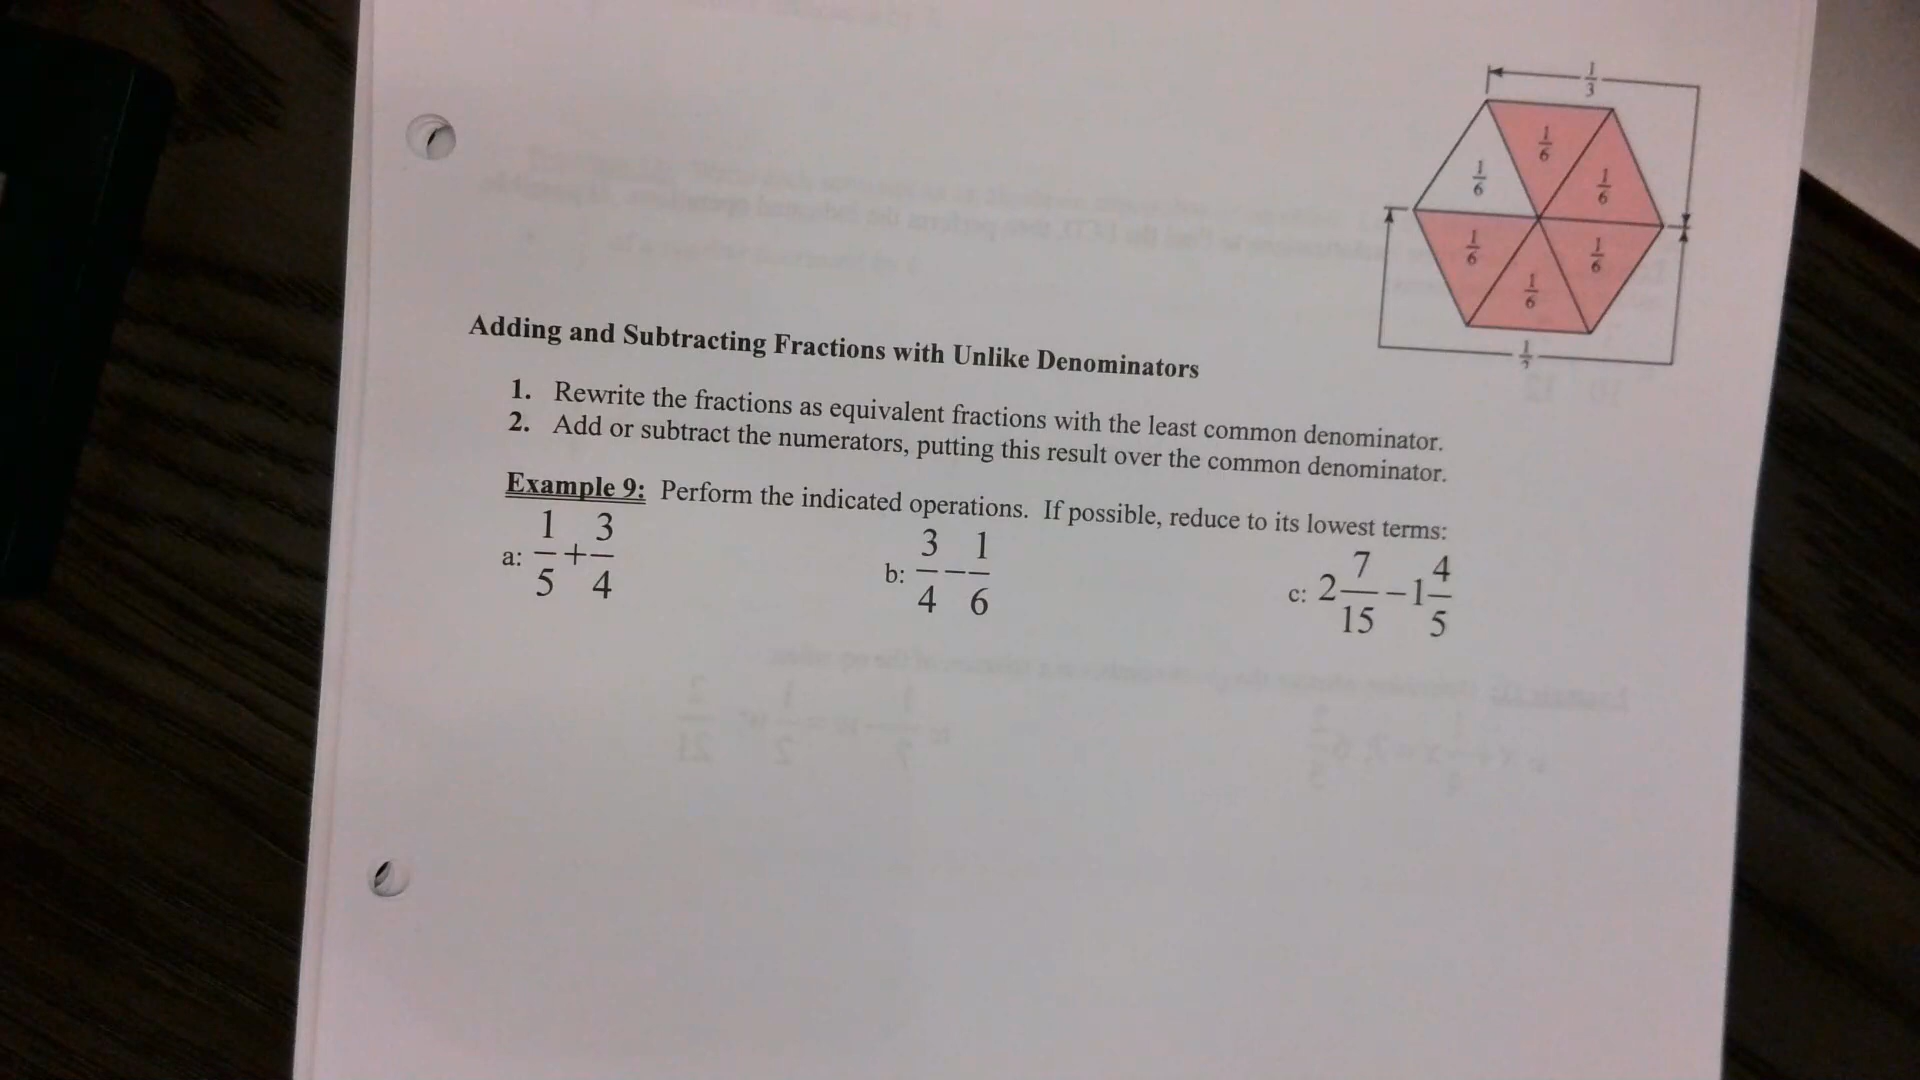 1/3
1/6 1/6 1/6
1/6 1/6 1/6
1/2
Adding and Subtracting Fractions with Unlike Denominators
1. Rewrite the fractions as equivalent fractions with the least common denominator.
2. Add or subtract the numerators, putting this result over the common denominator.
Example 9: Perform the indicated operations. If possible, reduce to its lowest terms:
a: 1/5 + 3/4 b: 3/4 − 1/6 c: 2 7/15 − 1 4/5